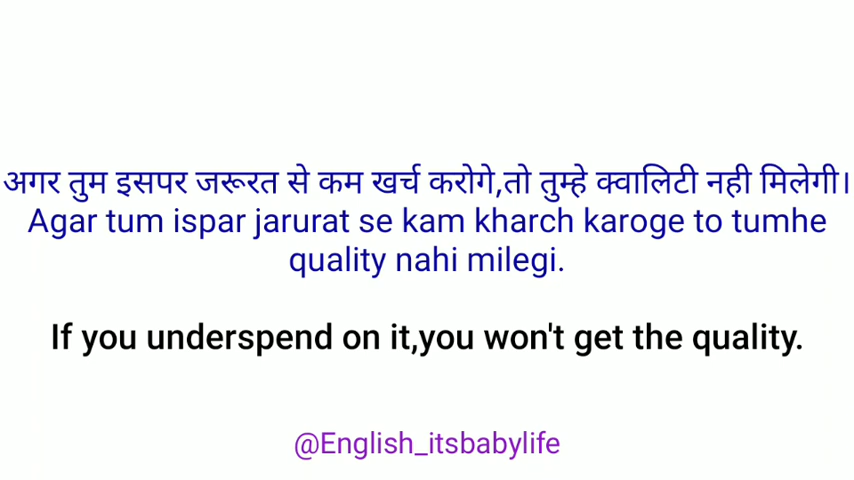 अगर तुम इसपर जरूरत से कम खर्च करोगे,तो तुम्हे क्वालिटी नही मिलेगी।
Agar tum ispar jarurat se kam kharch karoge to tumhe
quality nahi milegi.
If you underspend on it,you won't get the quality.
@English_itsbabylife